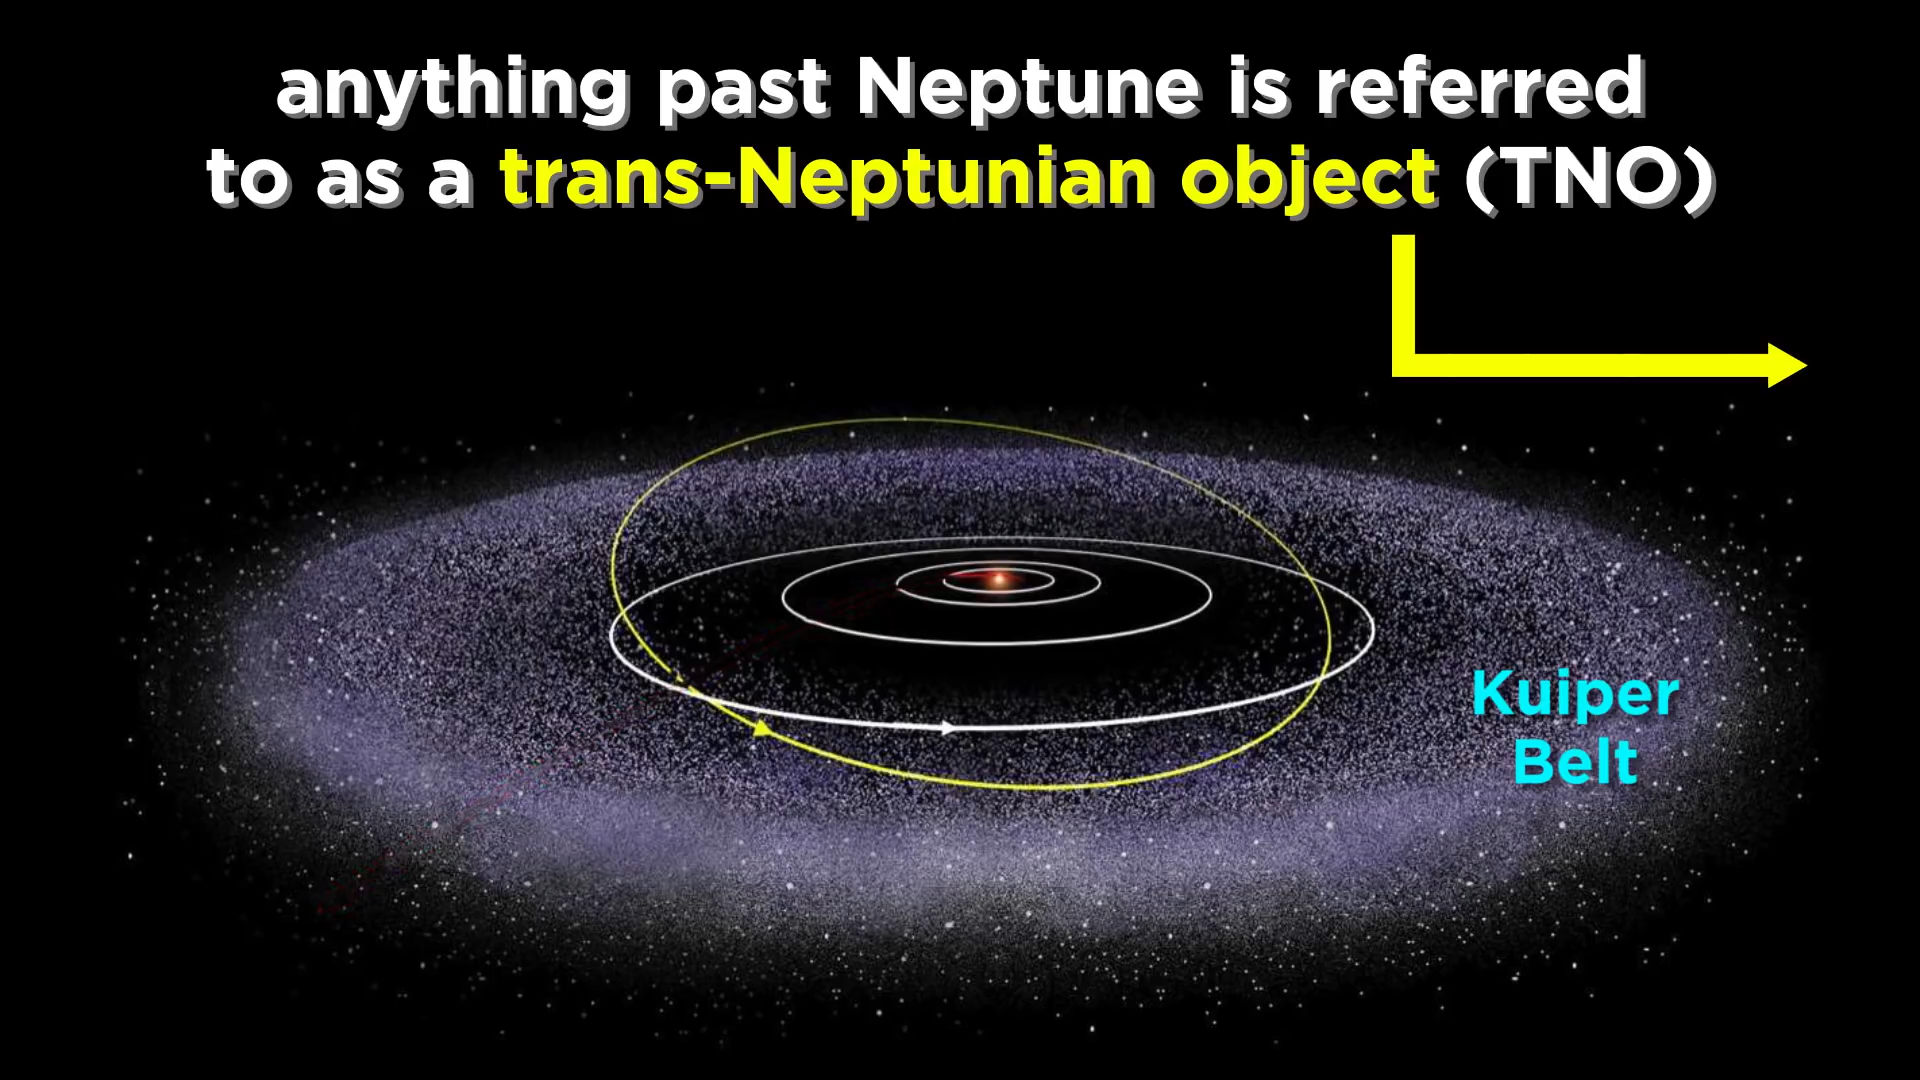 anything past Neptune is referred
to as a trans-Neptunian object (TNO)
Kuiper
Belt